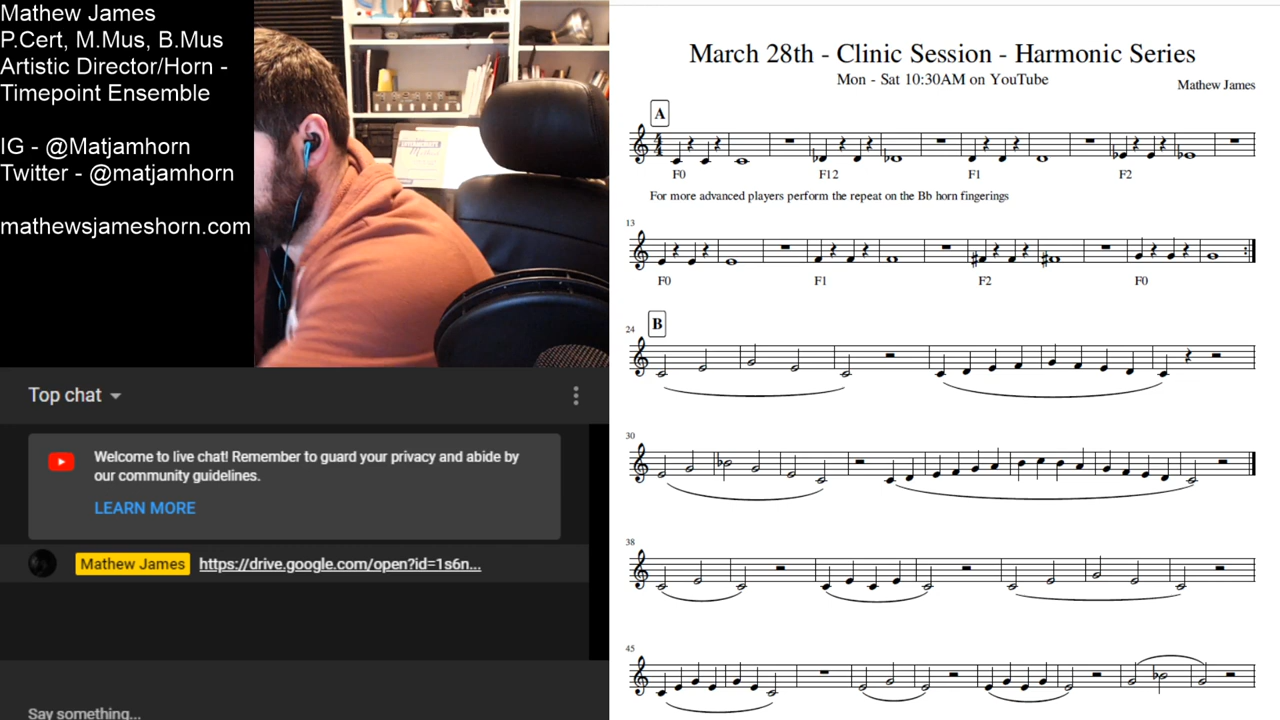 Mathew James
P.Cert, M.Mus, B.Mus
Artistic Director/Horn -
Timepoint Ensemble
IG - @Matjamhorn
Twitter - @matjamhorn
mathewsjameshorn.com
Top chat
Welcome to live chat! Remember to guard your privacy and abide by
our community guidelines.
LEARN MORE
Mathew James https://drive.google.com/open?id=1s6n...
Say something...
March 28th - Clinic Session - Harmonic Series
Mon - Sat 10:30AM on YouTube
Mathew James
A
4
4
F0 F12 F1 F2
For more advanced players perform the repeat on the Bb horn fingerings
13
F0 F1 F2 F0
B
24
30
38
45